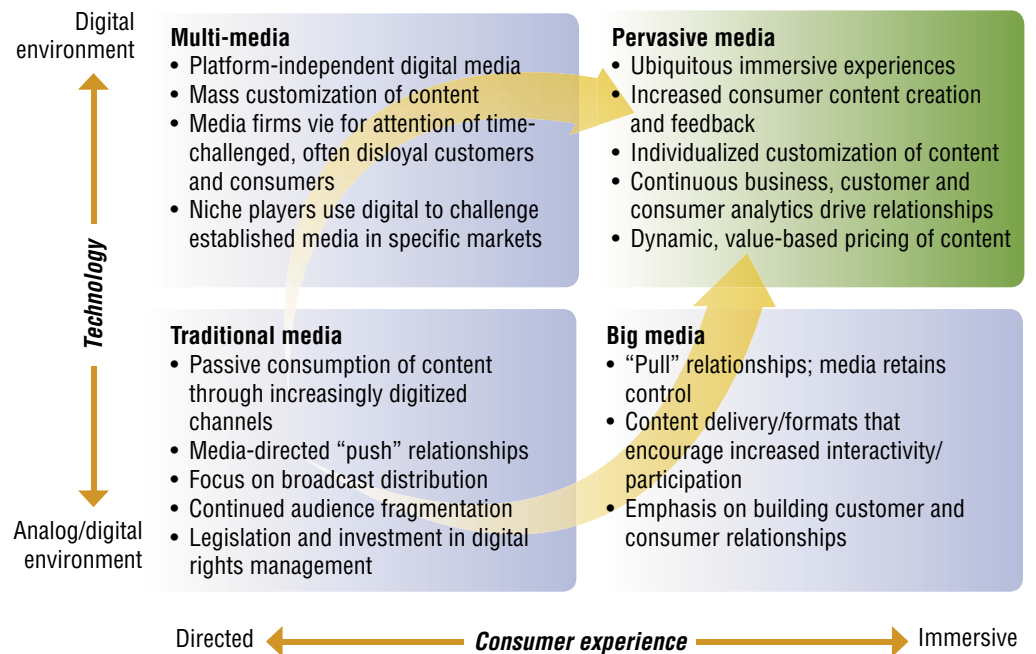 Digital
environment
Multi-media
• Platform-independent digital media
• Mass customization of content
• Media firms vie for attention of time-
challenged, often disloyal customers
and consumers
• Niche players use digital to challenge
established media in specific markets
Pervasive media
• Ubiquitous immersive experiences
• Increased consumer content creation
and feedback
• Individualized customization of content
• Continuous business, customer and
consumer analytics drive relationships
• Dynamic, value-based pricing of content
Technology
Traditional media
• Passive consumption of content
through increasingly digitized
channels
• Media-directed “push” relationships
• Focus on broadcast distribution
• Continued audience fragmentation
• Legislation and investment in digital
rights management
Big media
• “Pull” relationships; media retains
control
• Content delivery/formats that
encourage increased interactivity/
participation
• Emphasis on building customer and
consumer relationships
Analog/digital
environment
Directed
Consumer experience
Immersive